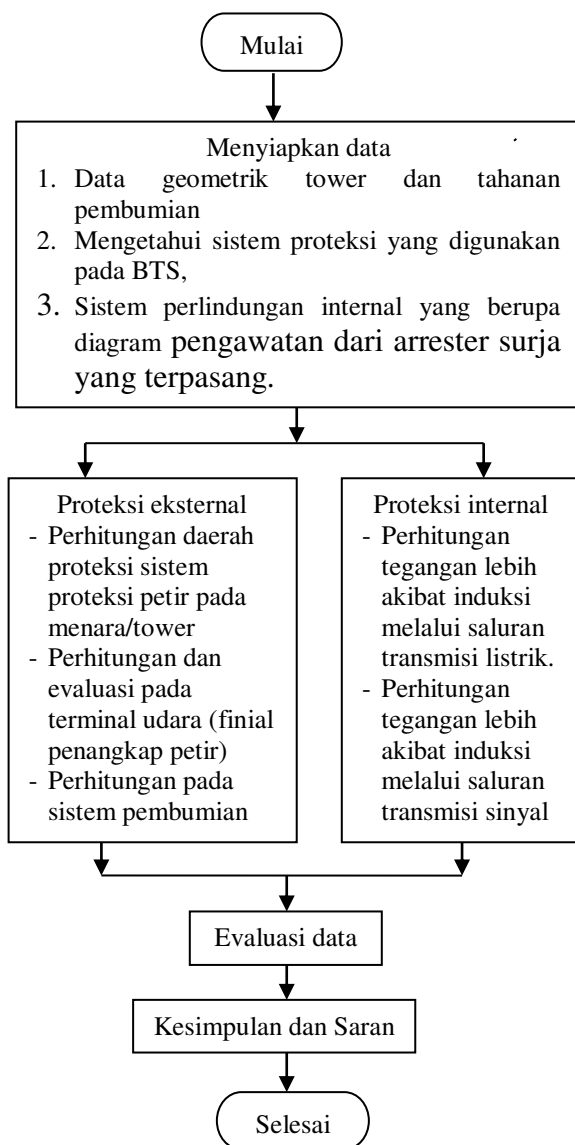 Mulai
Menyiapkan data
1. Data geometrik tower dan tahanan
pembumian
2. Mengetahui sistem proteksi yang digunakan
pada BTS,
3. Sistem perlindungan internal yang berupa
diagram pengawatan dari arrester surja
yang terpasang.
Proteksi eksternal
- Perhitungan daerah
proteksi sistem
proteksi petir pada
menara/tower
- Perhitungan dan
evaluasi pada
terminal udara (finial
penangkap petir)
- Perhitungan pada
sistem pembumian
Proteksi internal
- Perhitungan
tegangan lebih
akibat induksi
melalui saluran
transmisi listrik.
- Perhitungan
tegangan lebih
akibat induksi
melalui saluran
transmisi sinyal
Evaluasi data
Kesimpulan dan Saran
Selesai